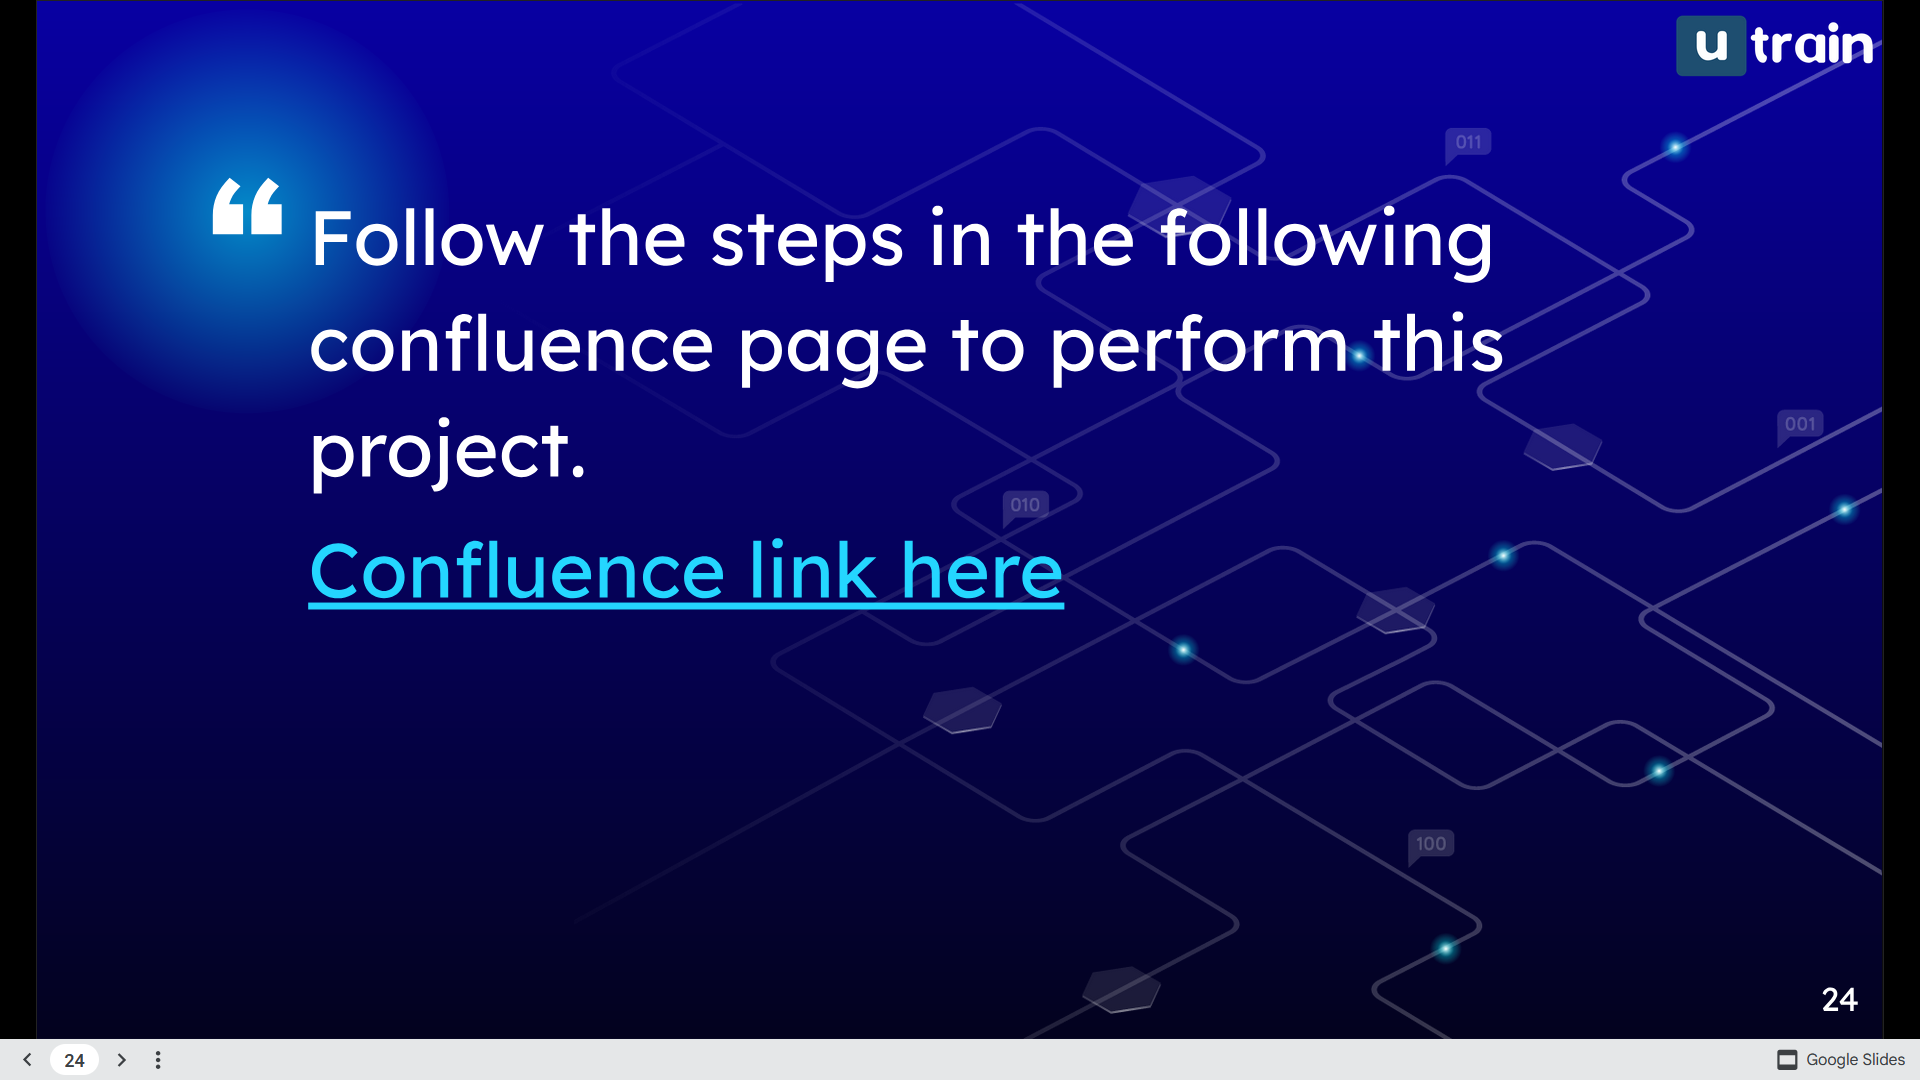 u train
011
“ Follow the steps in the following
confluence page to perform this
project.
001
010
Confluence link here
100
24
24
Google Slides